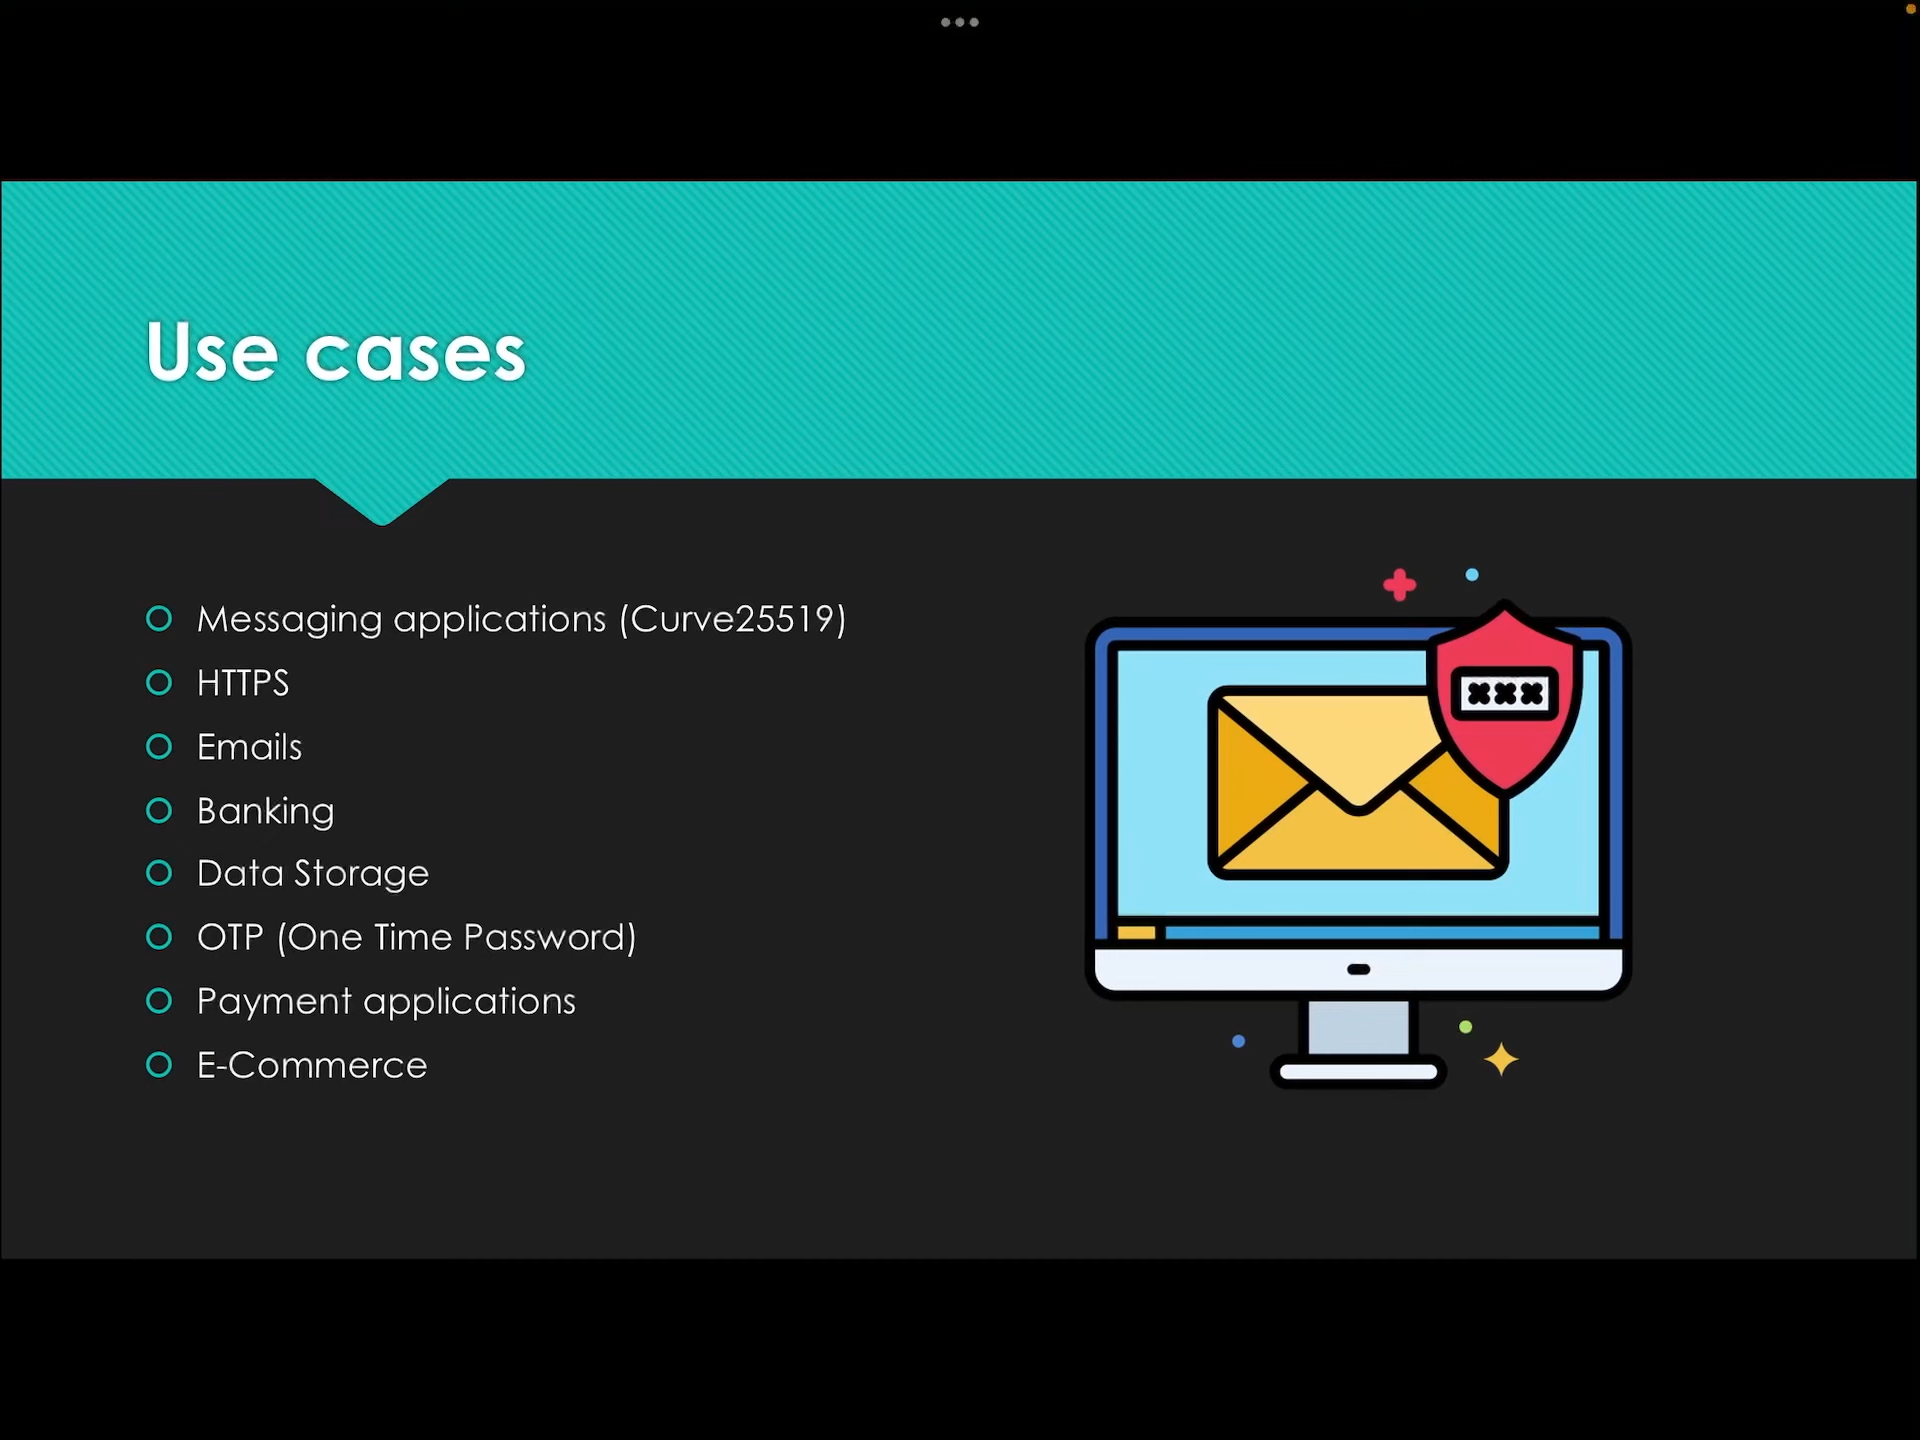 Use cases
Messaging applications (Curve25519)
HTTPS
Emails
Banking
Data Storage
OTP (One Time Password)
Payment applications
E-Commerce